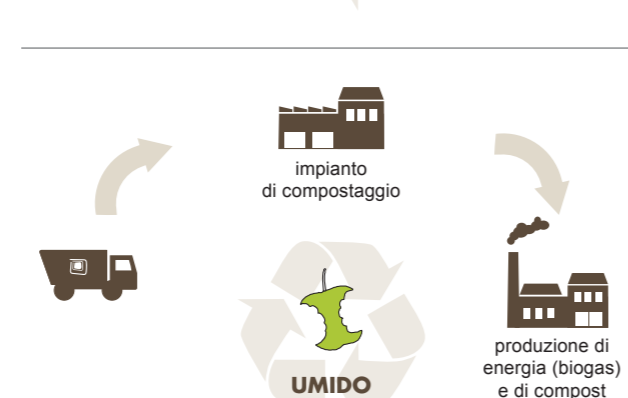 impianto
di compostaggio
produzione di
energia (biogas)
e di compost
UMIDO